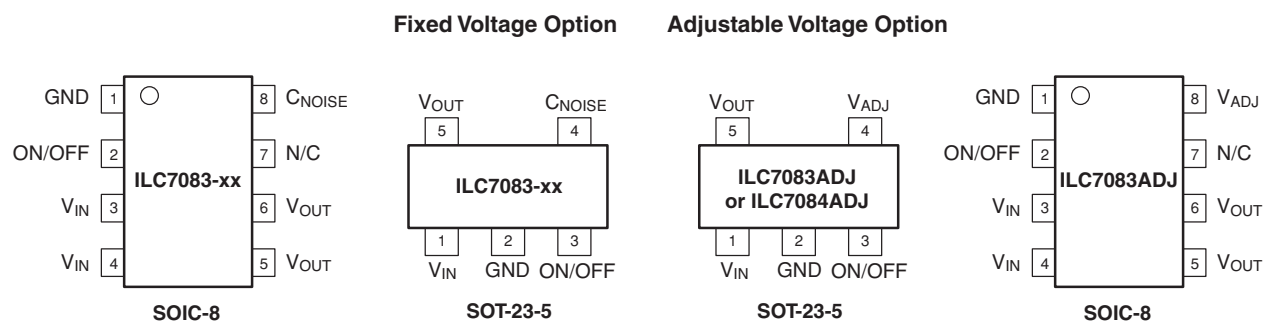 Fixed Voltage Option
Adjustable Voltage Option
GND 1
8 CNOISE
ON/OFF 2
7 N/C
ILC7083-xx
VIN 3
6 VOUT
VIN 4
5 VOUT
SOIC-8
VOUT CNOISE
5 4
ILC7083-xx
1 2 3
VIN GND ON/OFF
SOT-23-5
VOUT VADJ
5 4
ILC7083ADJ
or ILC7084ADJ
1 2 3
VIN GND ON/OFF
SOT-23-5
GND 1
8 VADJ
ON/OFF 2
7 N/C
ILC7083ADJ
VIN 3
6 VOUT
VIN 4
5 VOUT
SOIC-8